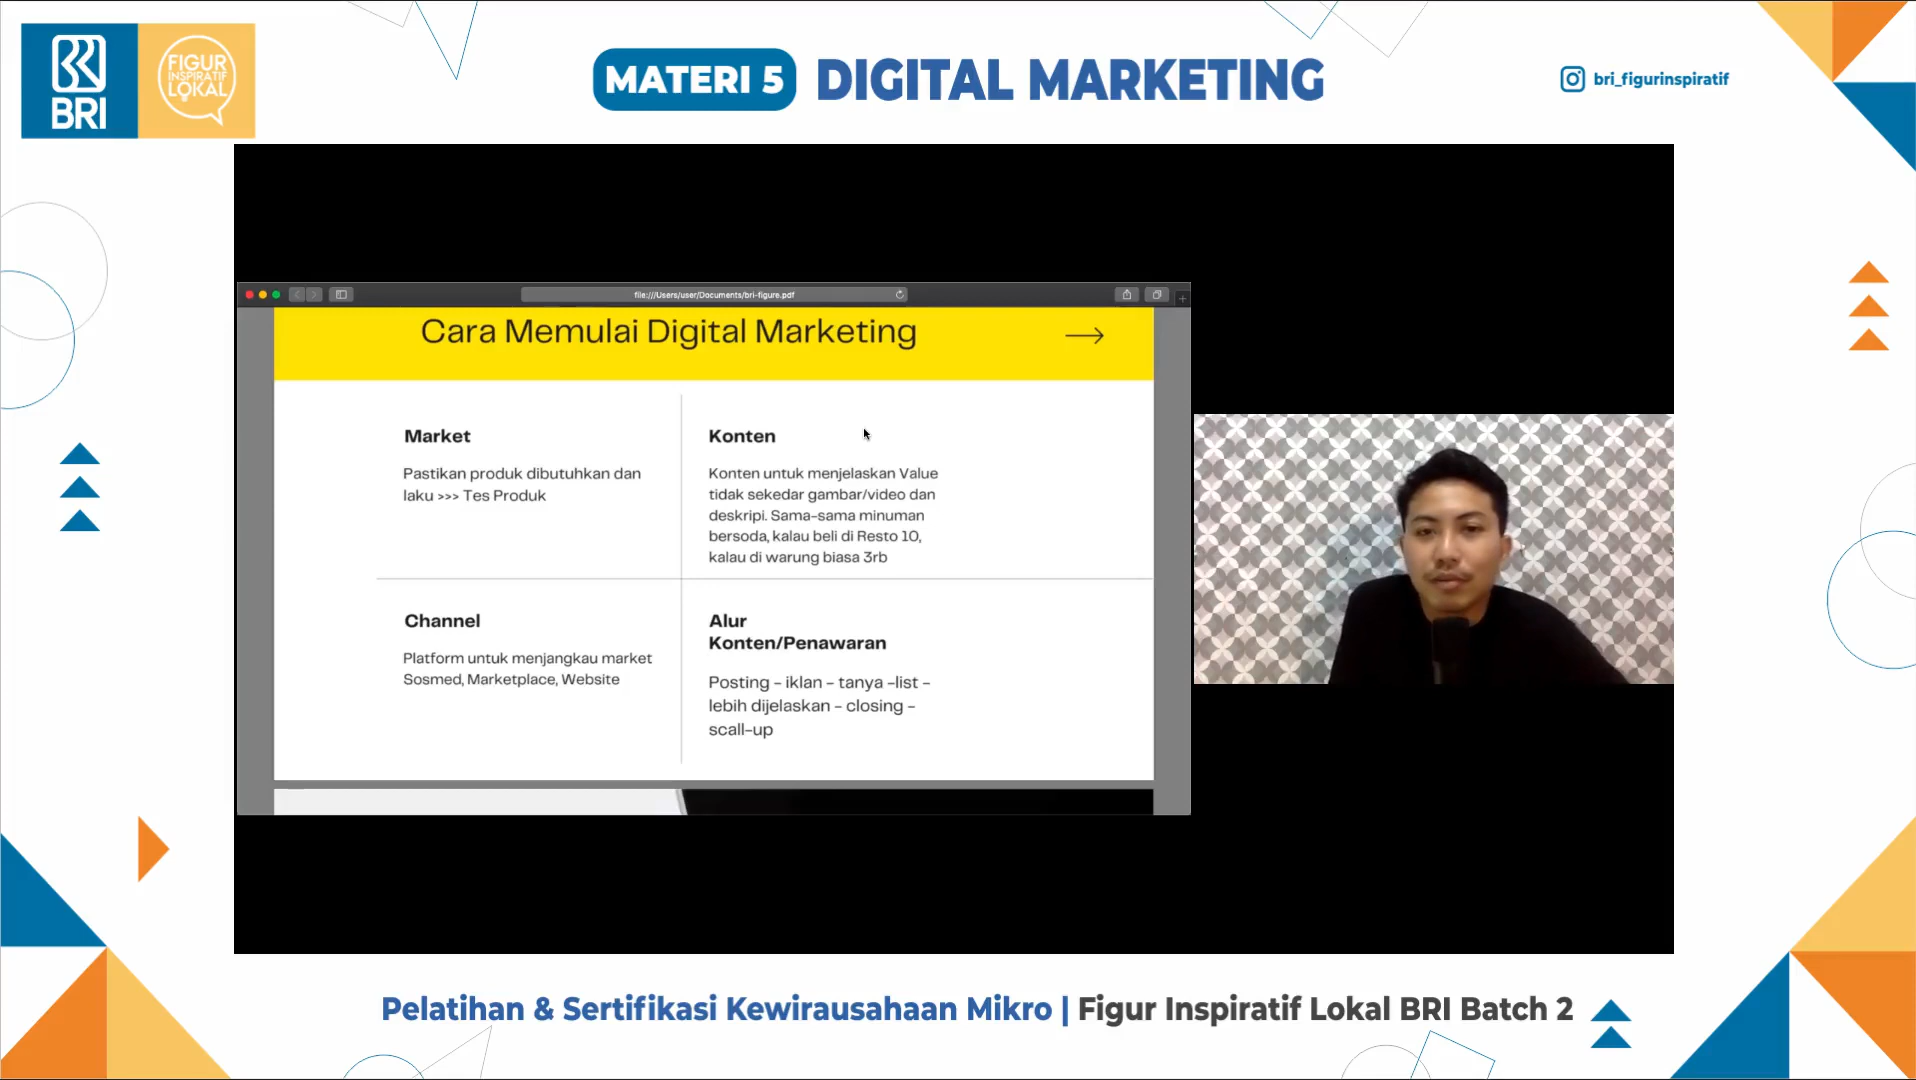 BRI
FIGUR
INSPIRATIF
LOKAL
MATERI 5 DIGITAL MARKETING
bri_figurinspiratif
file:///Users/user/Documents/bri-figure.pdf
Cara Memulai Digital Marketing
Market
Pastikan produk dibutuhkan dan
laku >>> Tes Produk
Konten
Konten untuk menjelaskan Value
tidak sekedar gambar/video dan
deskripi. Sama-sama minuman
bersoda, kalau beli di Resto 10,
kalau di warung biasa 3rb
Channel
Platform untuk menjangkau market
Sosmed, Marketplace, Website
Alur
Konten/Penawaran
Posting - iklan - tanya -list -
lebih dijelaskan - closing -
scall-up
Pelatihan & Sertifikasi Kewirausahaan Mikro | Figur Inspiratif Lokal BRI Batch 2